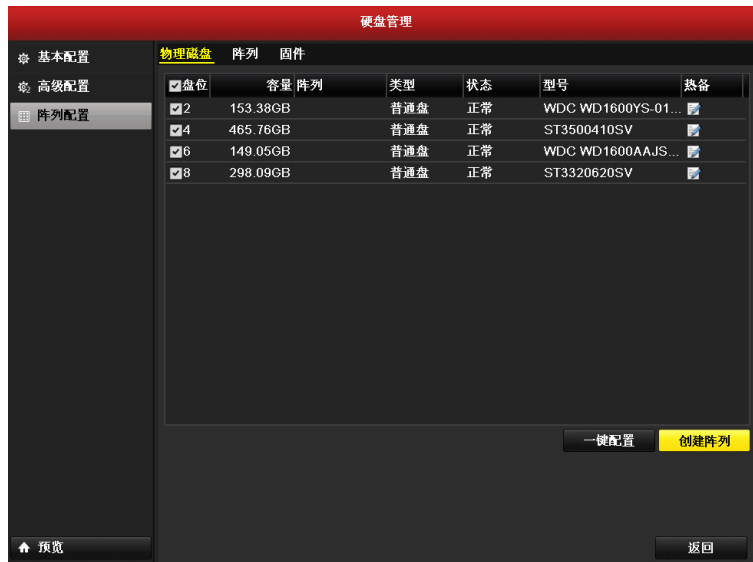 硬盘管理
基本配置
高级配置
阵列配置
物理磁盘 阵列 固件
盘位 容量 阵列 类型 状态 型号 热备
2 153.38GB 普通盘 正常 WDC WD1600YS-01...
4 465.76GB 普通盘 正常 ST3500410SV
6 149.05GB 普通盘 正常 WDC WD1600AAJS...
8 298.09GB 普通盘 正常 ST3320620SV
一键配置 创建阵列
预览 返回